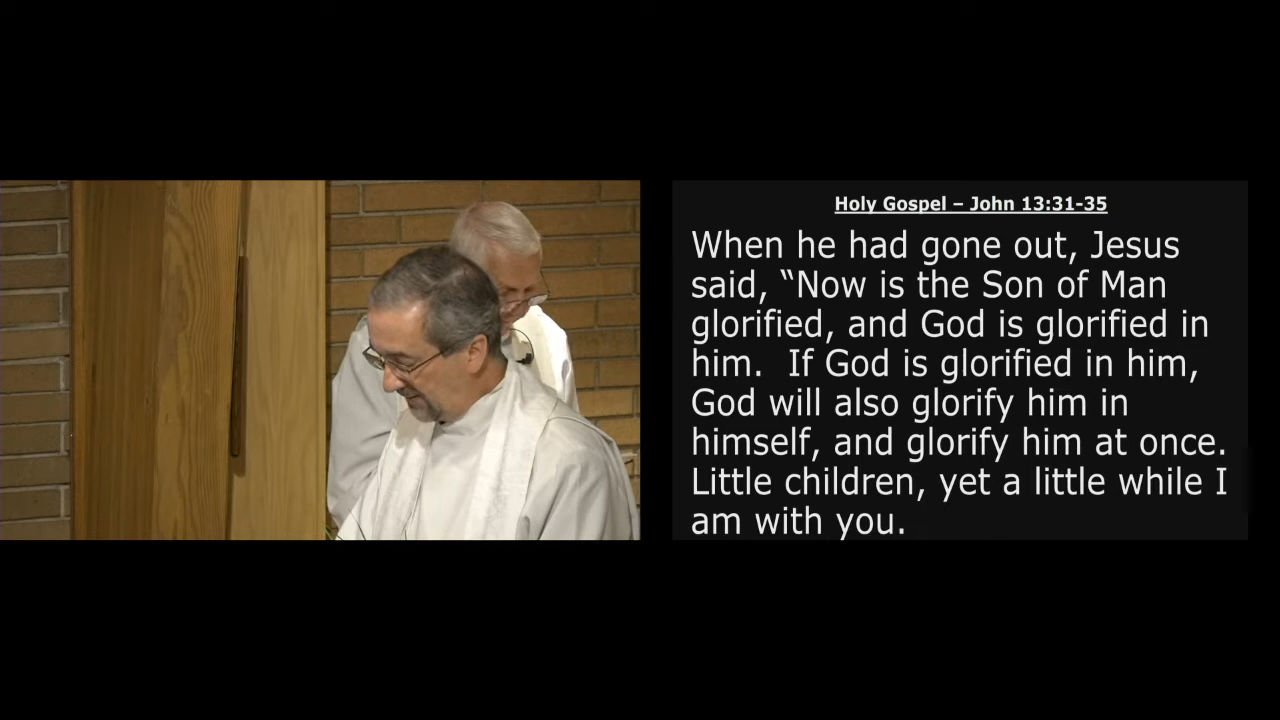 Holy Gospel – John 13:31-35
When he had gone out, Jesus
said, “Now is the Son of Man
glorified, and God is glorified in
him.  If God is glorified in him,
God will also glorify him in
himself, and glorify him at once.
Little children, yet a little while I
am with you.